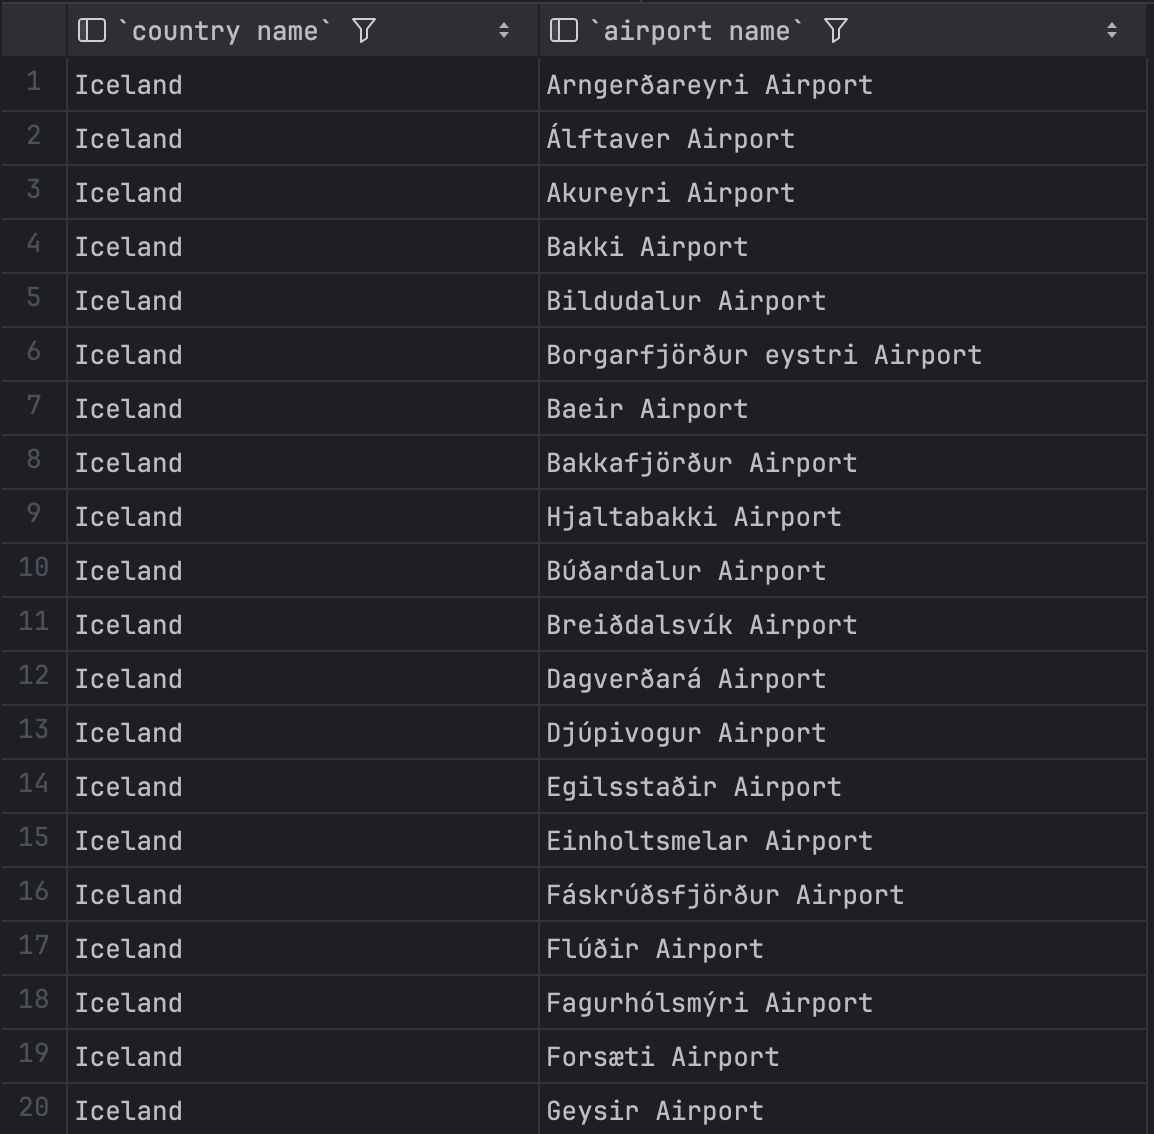 `country name` `airport name`
1 Iceland Arngerðareyri Airport
2 Iceland Álftaver Airport
3 Iceland Akureyri Airport
4 Iceland Bakki Airport
5 Iceland Bildudalur Airport
6 Iceland Borgarfjörður eystri Airport
7 Iceland Baeir Airport
8 Iceland Bakkafjörður Airport
9 Iceland Hjaltabakki Airport
10 Iceland Búðardalur Airport
11 Iceland Breiðdalsvík Airport
12 Iceland Dagverðará Airport
13 Iceland Djúpivogur Airport
14 Iceland Egilsstaðir Airport
15 Iceland Einholtsmelar Airport
16 Iceland Fáskrúðsfjörður Airport
17 Iceland Flúðir Airport
18 Iceland Fagurhólsmýri Airport
19 Iceland Forsæti Airport
20 Iceland Geysir Airport